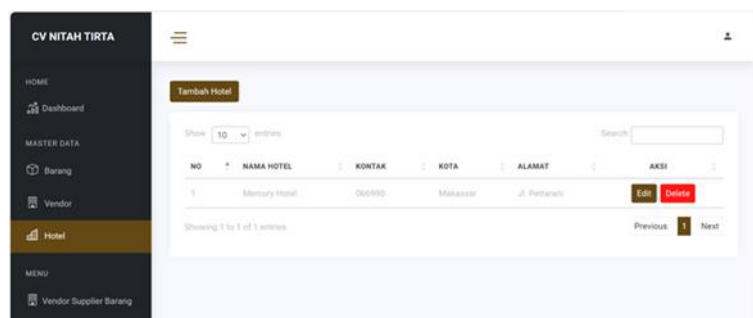 CV NITAH TIRTA
HOME
Dashboard
MASTER DATA
Barang
Vendor
Hotel
MENU
Vendor Supplier Barang
Tambah Hotel
Show 10 entries
Search:
NO NAMA HOTEL KONTAK KOTA ALAMAT AKSI
1 Mercury Hotel 066990 Makassar Jl. Pettarani Edit Delete
Showing 1 to 1 of 1 entries
Previous 1 Next